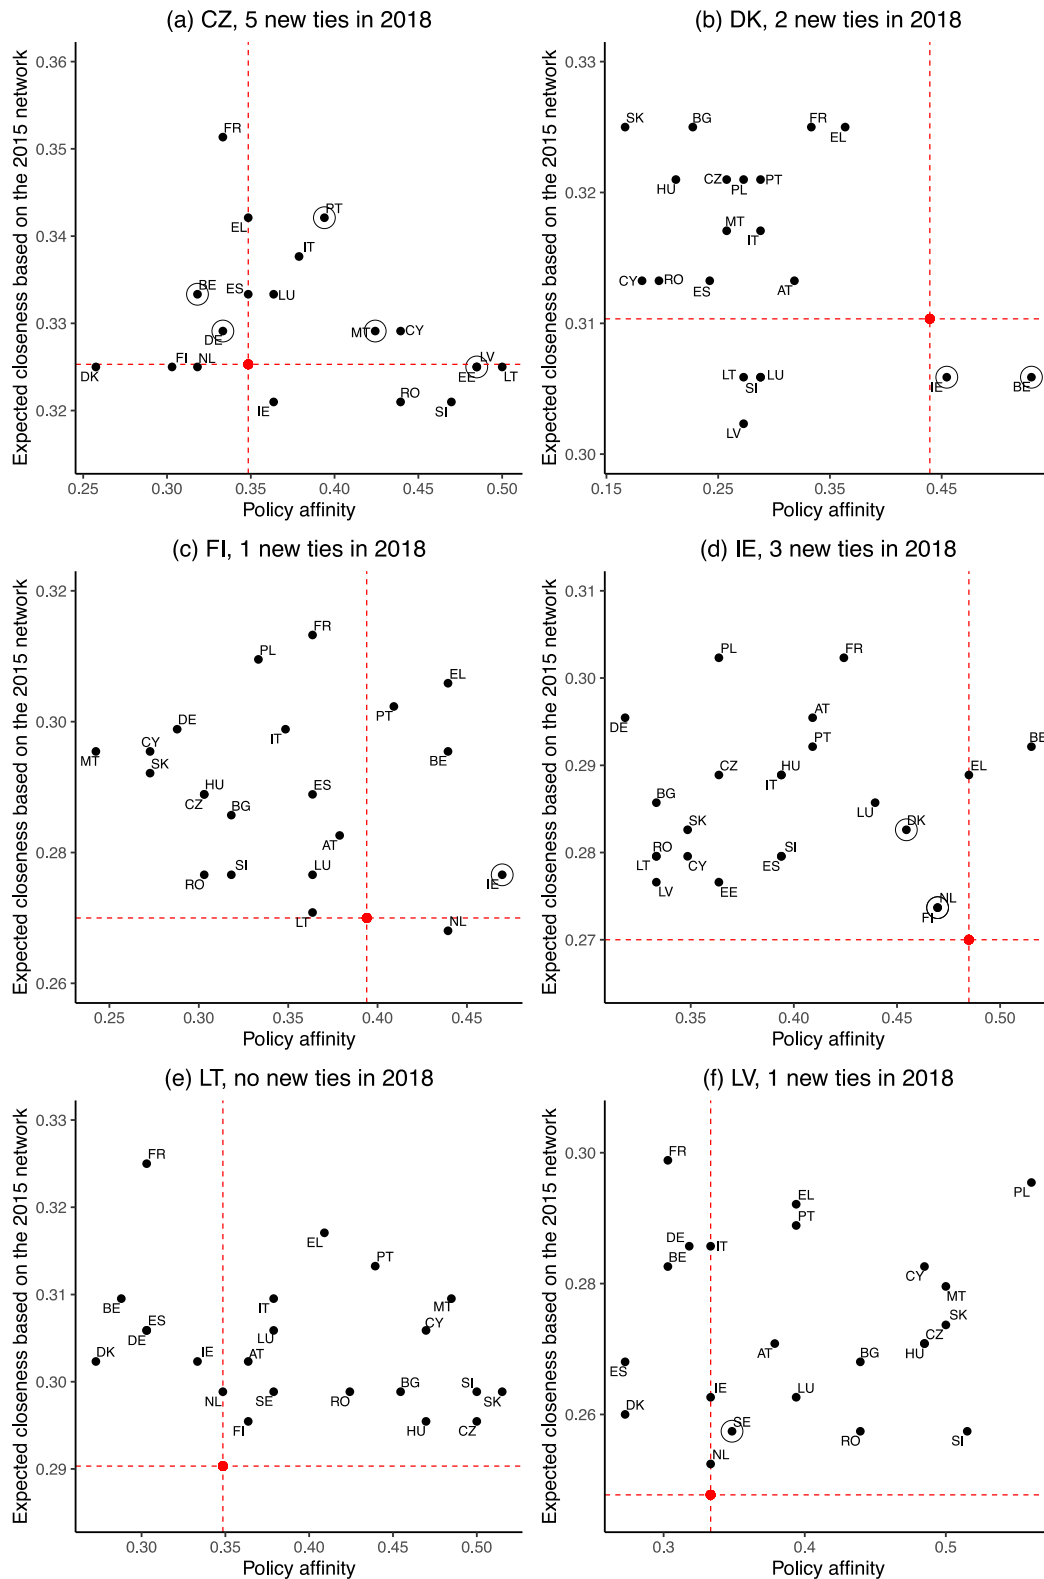 (a) CZ, 5 new ties in 2018
Expected closeness based on the 2015 network
0.36
0.35
0.34
0.33
0.32
FR
PT
EL
IT
BE
ES
LU
DE
MT
CY
FI
NL
LV
DK
EE
LT
IE
RO
SI
0.25
0.30
0.35
0.40
0.45
0.50
Policy affinity
(b) DK, 2 new ties in 2018
Expected closeness based on the 2015 network
0.33
0.32
0.31
0.30
SK
BG
FR
EL
HU
CZ
PL
PT
MT
IT
CY
RO
ES
AT
LT
SI
LU
IE
BE
LV
0.15
0.25
0.35
0.45
Policy affinity
(c) FI, 1 new ties in 2018
Expected closeness based on the 2015 network
0.32
0.30
0.28
0.26
FR
PL
EL
PT
DE
IT
CY
MT
SK
BE
HU
CZ
ES
BG
AT
RO
SI
LU
IE
LT
NL
0.25
0.30
0.35
0.40
0.45
Policy affinity
(d) IE, 3 new ties in 2018
Expected closeness based on the 2015 network
0.31
0.30
0.29
0.28
0.27
PL
FR
DE
AT
PT
BE
CZ
HU
IT
EL
BG
LU
SK
DK
RO
LT
CY
SI
ES
LV
EE
NL
FI
0.35
0.40
0.45
0.50
Policy affinity
(e) LT, no new ties in 2018
Expected closeness based on the 2015 network
0.33
0.32
0.31
0.30
0.29
FR
EL
PT
BE
IT
MT
ES
DE
LU
CY
DK
IE
AT
NL
SE
RO
BG
SI
SK
FI
HU
CZ
0.30
0.35
0.40
0.45
0.50
Policy affinity
(f) LV, 1 new ties in 2018
Expected closeness based on the 2015 network
0.30
0.28
0.26
FR
PL
EL
PT
DE
IT
BE
CY
MT
SK
AT
CZ
HU
ES
BG
IE
LU
DK
SE
RO
SI
NL
0.3
0.4
0.5
Policy affinity